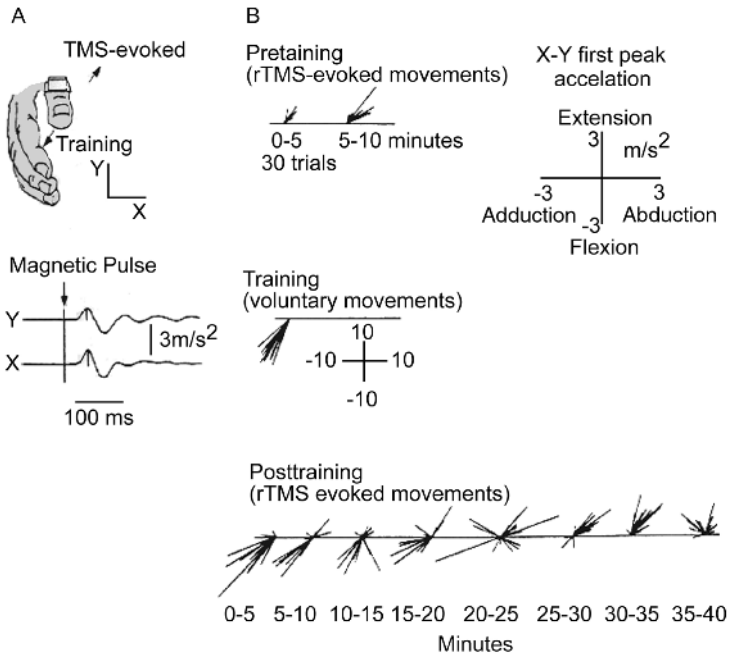 A
TMS-evoked
Training
Y
X
Magnetic Pulse
Y
X
3m/s2
100 ms
B
Pretaining
(rTMS-evoked movements)
0-5 5-10 minutes
30 trials
X-Y first peak
accelation
Extension
3 m/s2
-3 3
Adduction Abduction
-3
Flexion
Training
(voluntary movements)
10
-10 10
-10
Posttraining
(rTMS evoked movements)
0-5 5-10 10-15 15-20 20-25 25-30 30-35 35-40
Minutes